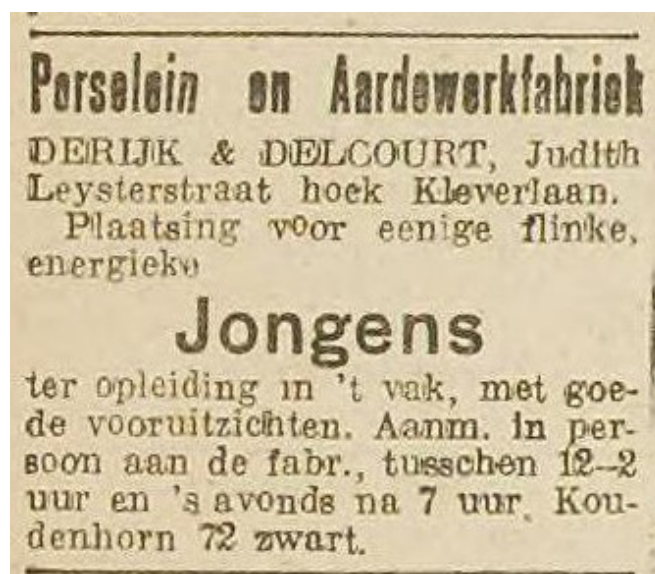 Porselein en Aardewerkfabriek
DERIJK & DELCOURT, Judith
Leysterstraat hoek Kleverlaan.
Plaatsing voor eenige flinke,
energieke
Jongens
ter opleiding in 't vak, met goe-
de vooruitzichten. Aanm. in per-
soon aan de fabr., tusschen 12–2
uur en 's avonds na 7 uur. Kou-
denhorn 72 zwart.